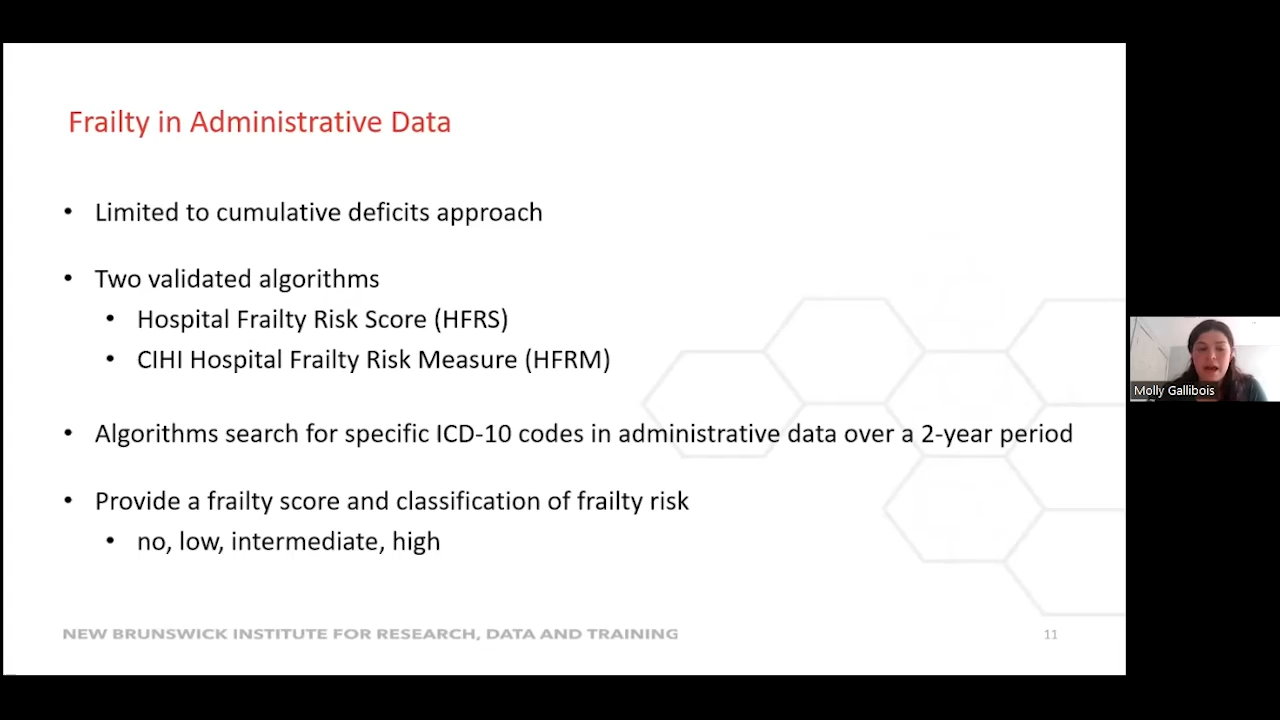 Frailty in Administrative Data
• Limited to cumulative deficits approach
• Two validated algorithms
• Hospital Frailty Risk Score (HFRS)
• CIHI Hospital Frailty Risk Measure (HFRM)
• Algorithms search for specific ICD-10 codes in administrative data over a 2-year period
• Provide a frailty score and classification of frailty risk
• no, low, intermediate, high
NEW BRUNSWICK INSTITUTE FOR RESEARCH, DATA AND TRAINING
11
Molly Gallibois